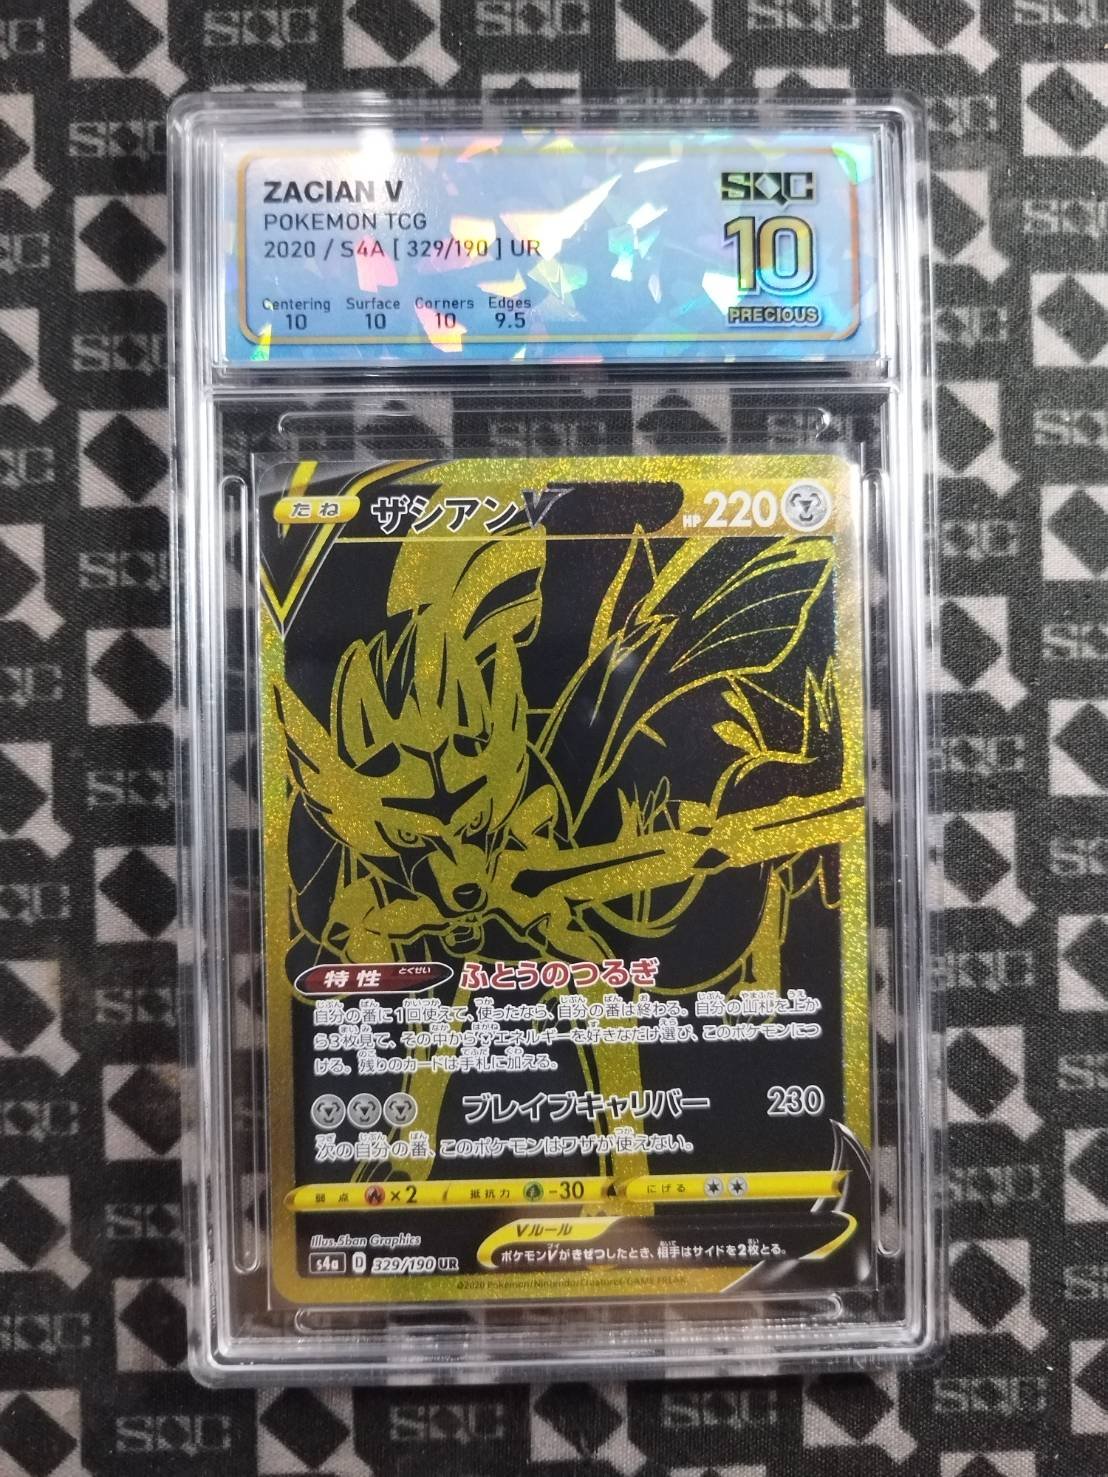 ZACIAN V
POKEMON TCG
2020 / S4A [ 329/190 ] UR
Centering Surface Corners Edges
10 10 10 9.5
SQC
10
PRECIOUS
たね ザシアンV HP220
特性 とくせい ふとうのつるぎ
自分の番に1回使えて、使ったなら、自分の番は終わる。自分の山札を上か
ら3枚見て、その中からエネルギーを好きなだけ選び、このポケモンにつ
ける。残りのカードは手札に加える。
ブレイブキャリバー 230
次の自分の番、このポケモンはワザが使えない。
弱点 ×2 抵抗力 -30 にげる
Vルール
ポケモンVがきぜつしたとき、相手はサイドを2枚とる。
Illus. 5ban Graphics
s4a D 329/190 UR
©2020 Pokémon/Nintendo/Creatures/GAME FREAK